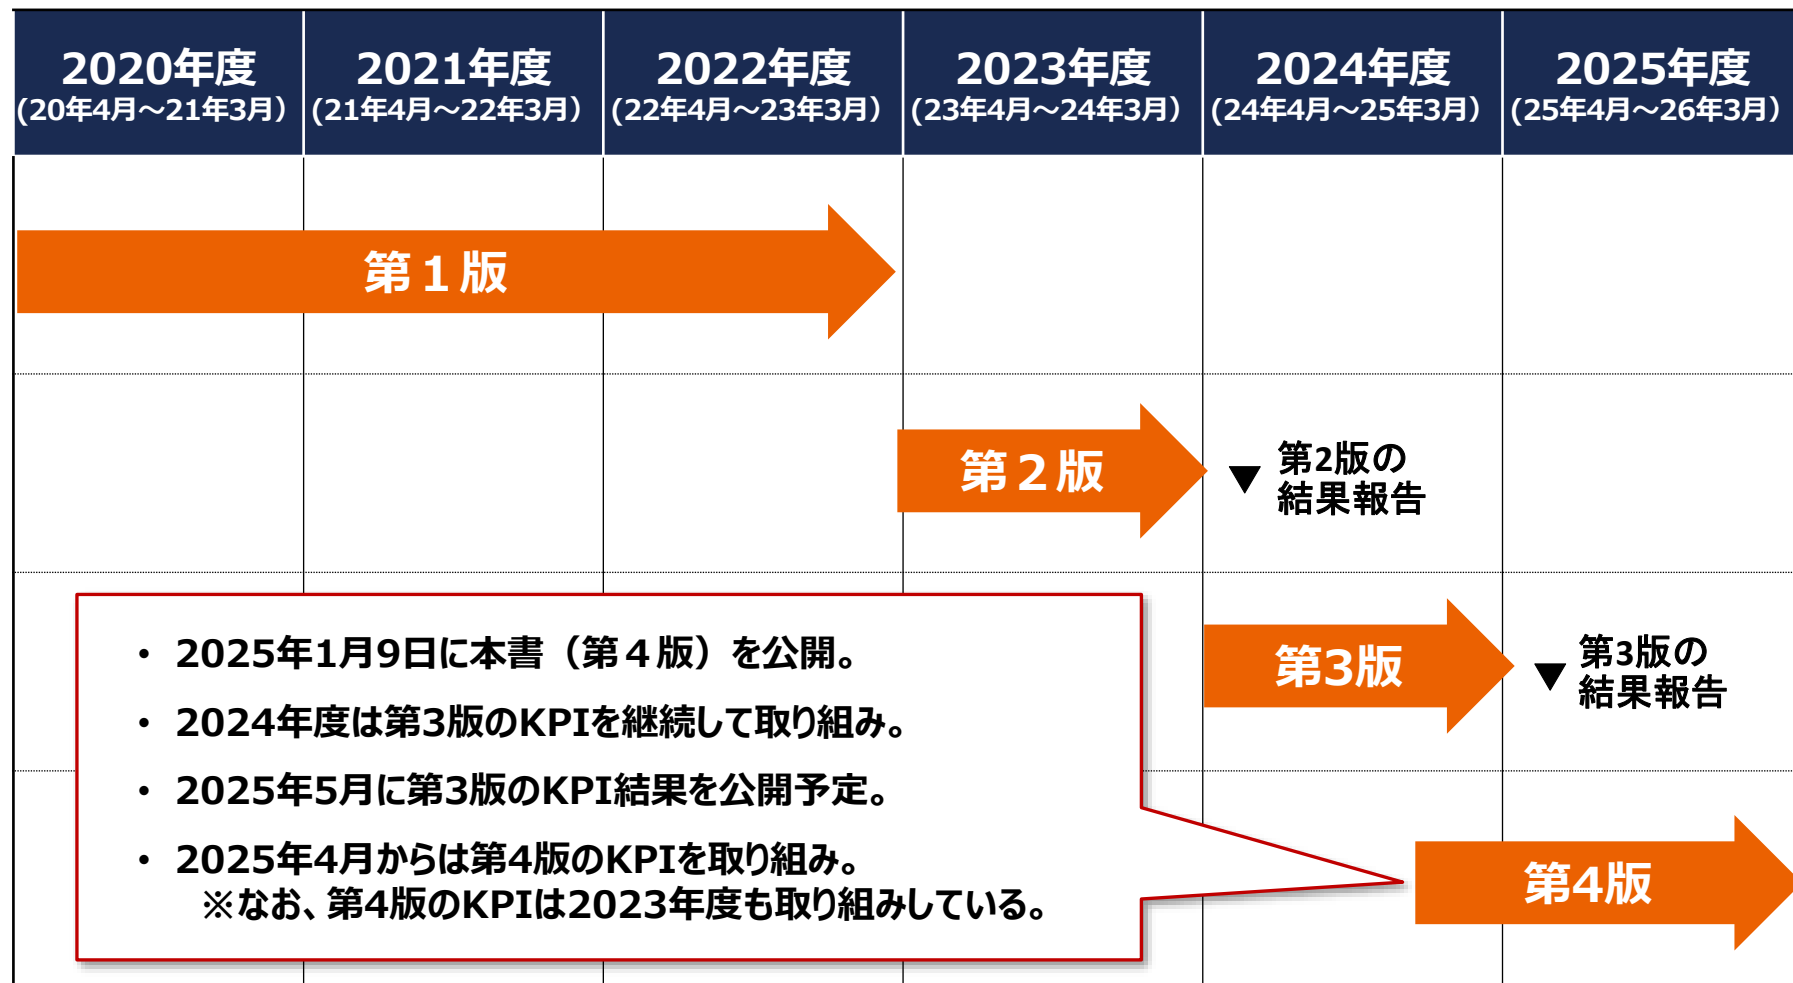 2020年度
(20年4月～21年3月）
2021年度
(21年4月～22年3月）
2022年度
(22年4月～23年3月）
2023年度
(23年4月～24年3月）
2024年度
(24年4月～25年3月）
2025年度
(25年4月～26年3月）
第１版
第２版
▼ 第2版の
結果報告
第3版
▼ 第3版の
結果報告
・ 2025年1月9日に本書（第４版）を公開。
・ 2024年度は第3版のKPIを継続して取り組み。
・ 2025年5月に第3版のKPI結果を公開予定。
・ 2025年4月からは第4版のKPIを取り組み。
※なお、第4版のKPIは2023年度も取り組みしている。
第4版